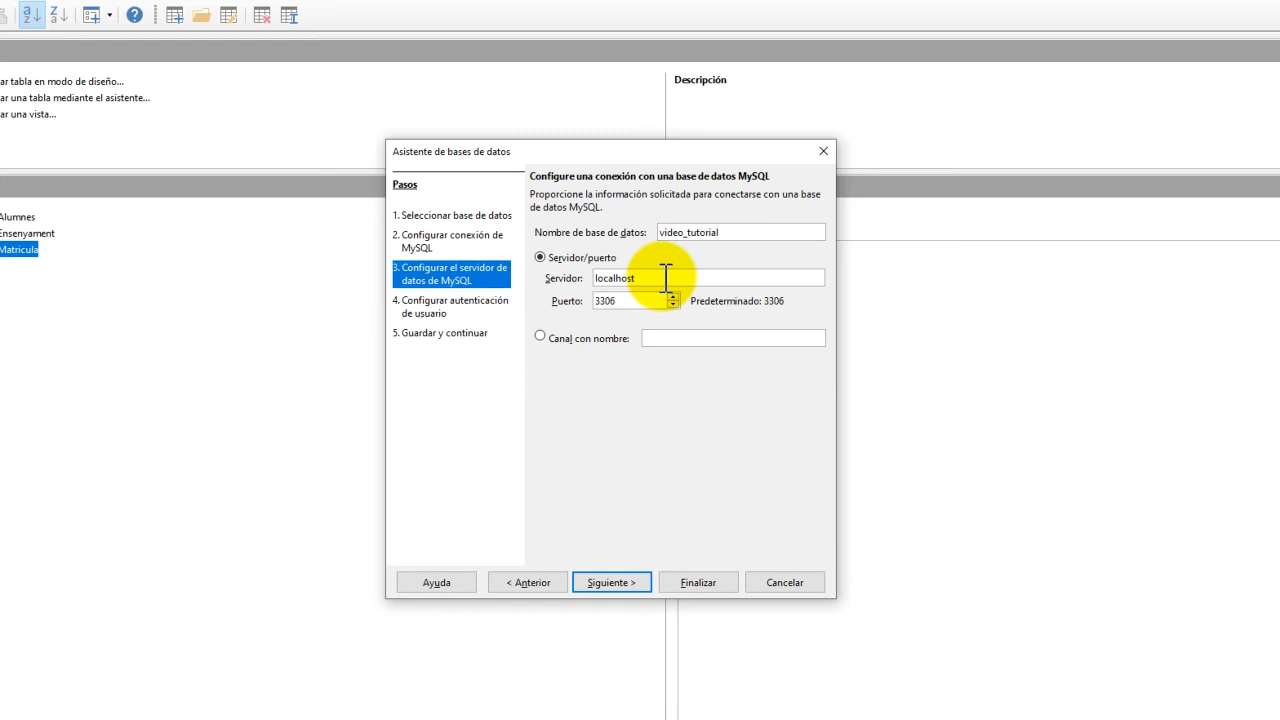 ar tabla en modo de diseño...
ar una tabla mediante el asistente...
ar una vista...
Descripción
Alumnes
Ensenyament
Matricula
Asistente de bases de datos
Pasos
1. Seleccionar base de datos
2. Configurar conexión de
MySQL
3. Configurar el servidor de
datos de MySQL
4. Configurar autenticación
de usuario
5. Guardar y continuar
Configure una conexión con una base de datos MySQL
Proporcione la información solicitada para conectarse con una base
de datos MySQL.
Nombre de base de datos: video_tutorial
Servidor/puerto
Servidor: localhost
Puerto: 3306 Predeterminado: 3306
Canal con nombre:
Ayuda < Anterior Siguiente > Finalizar Cancelar